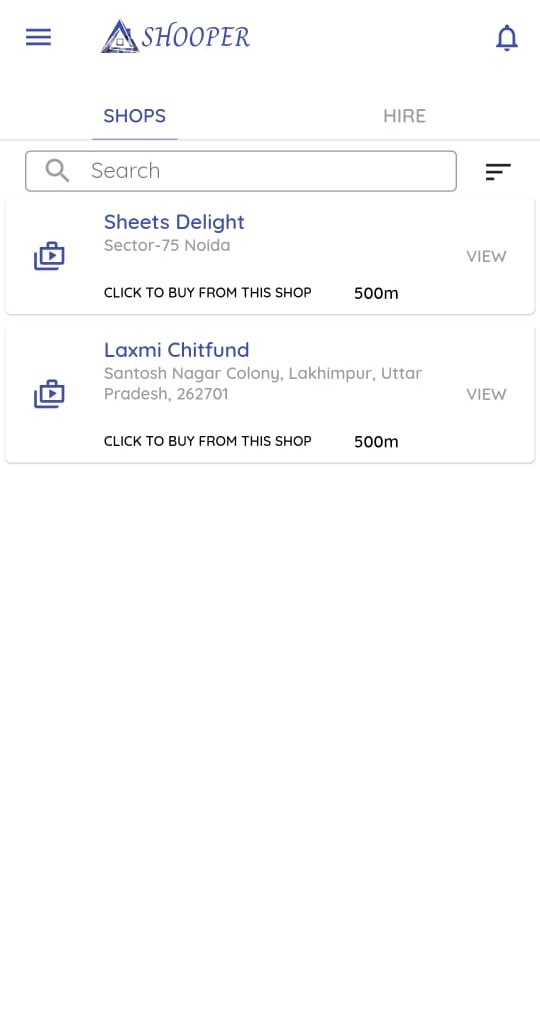 SHOOPER
SHOPS HIRE
Search
Sheets Delight
Sector-75 Noida
VIEW
CLICK TO BUY FROM THIS SHOP 500m
Laxmi Chitfund
Santosh Nagar Colony, Lakhimpur, Uttar
Pradesh, 262701
VIEW
CLICK TO BUY FROM THIS SHOP 500m